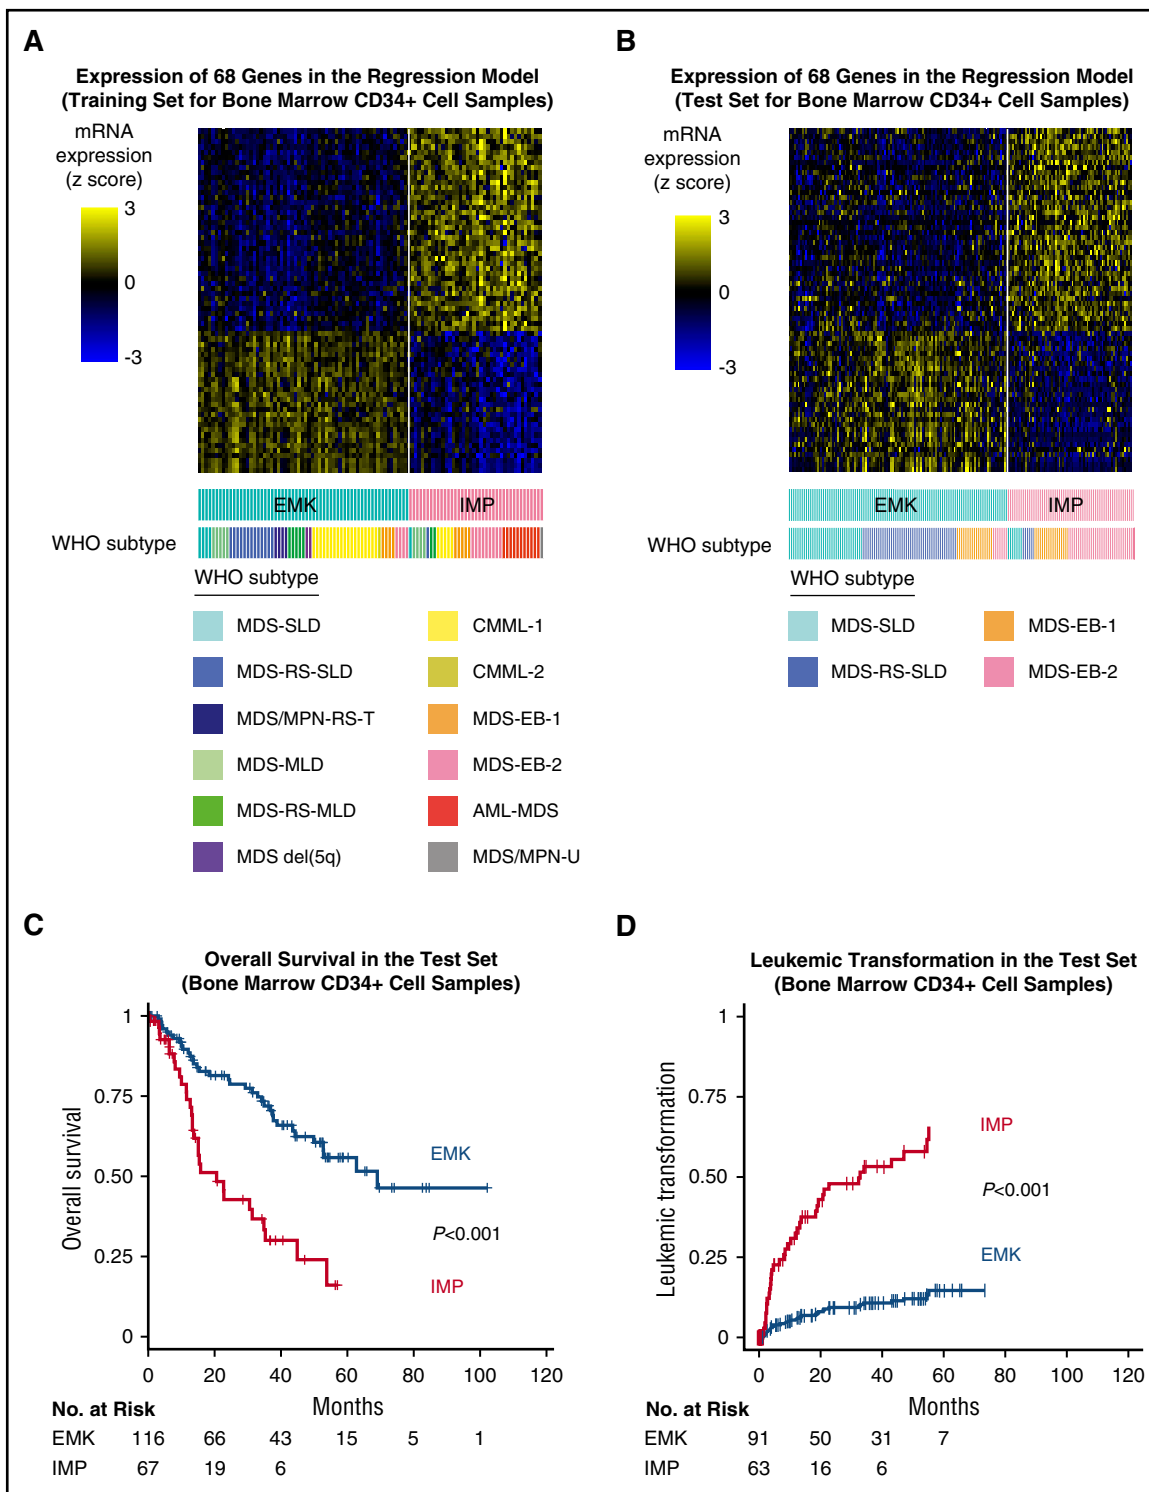 A
Expression of 68 Genes in the Regression Model
(Training Set for Bone Marrow CD34+ Cell Samples)
mRNA
expression
(z score)
3
0
-3
EMK IMP
WHO subtype
WHO subtype
MDS-SLD CMML-1
MDS-RS-SLD CMML-2
MDS/MPN-RS-T MDS-EB-1
MDS-MLD MDS-EB-2
MDS-RS-MLD AML-MDS
MDS del(5q) MDS/MPN-U
B
Expression of 68 Genes in the Regression Model
(Test Set for Bone Marrow CD34+ Cell Samples)
mRNA
expression
(z score)
3
0
-3
EMK IMP
WHO subtype
WHO subtype
MDS-SLD MDS-EB-1
MDS-RS-SLD MDS-EB-2
C
Overall Survival in the Test Set
(Bone Marrow CD34+ Cell Samples)
Overall survival
1
0.75
0.50
0.25
0
EMK
P<0.001
IMP
0 20 40 60 80 100 120
Months
No. at Risk
EMK 116 66 43 15 5 1
IMP 67 19 6
D
Leukemic Transformation in the Test Set
(Bone Marrow CD34+ Cell Samples)
Leukemic transformation
1
0.75
0.50
0.25
0
IMP
P<0.001
EMK
0 20 40 60 80 100 120
Months
No. at Risk
EMK 91 50 31 7
IMP 63 16 6